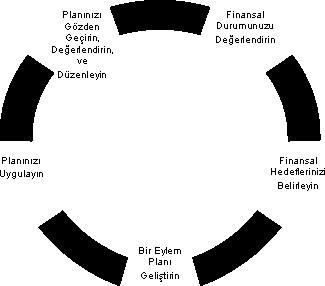 Planınızı
Gözden
Geçirin,
Değerlendirin,
ve
Düzenleyin
Finansal
Durumunuzu
Değerlendirin
Finansal
Hedeflerinizi
Belirleyin
Bir Eylem
Planı
Geliştirin
Planınızı
Uygulayın